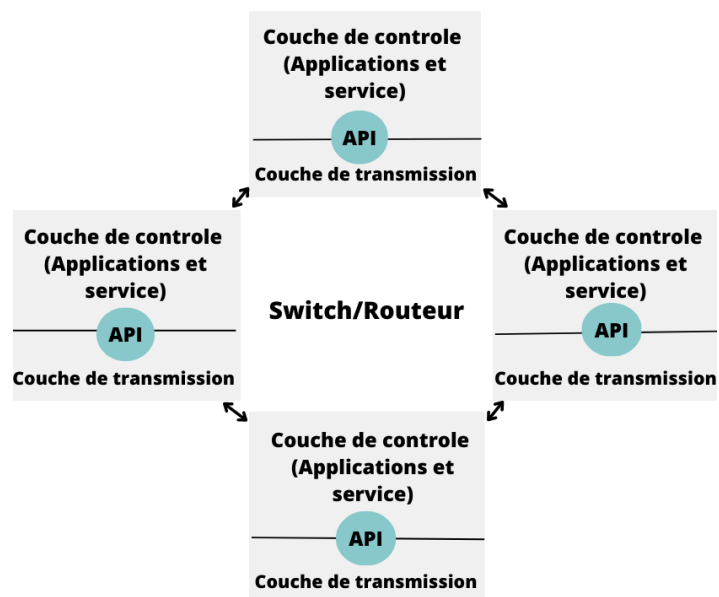 Couche de controle
(Applications et
service)
API
Couche de transmission
Couche de controle
(Applications et
service)
API
Couche de transmission
Switch/Routeur
Couche de controle
(Applications et
service)
API
Couche de transmission
Couche de controle
(Applications et
service)
API
Couche de transmission